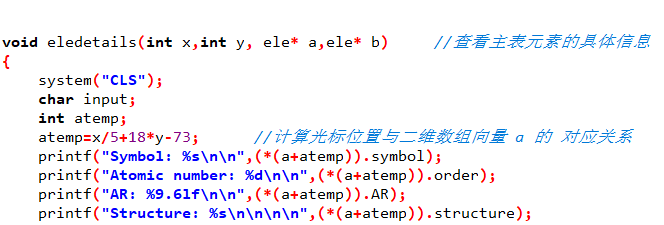 void eledetails(int x,int y, ele* a,ele* b)     //查看主表元素的具体信息
{
    system("CLS");
    char input;
    int atemp;
    atemp=x/5+18*y-73;       //计算光标位置与二维数组向量 a 的 对应关系
    printf("Symbol: %s\n\n",(*(a+atemp)).symbol);
    printf("Atomic number: %d\n\n",(*(a+atemp)).order);
    printf("AR: %9.6lf\n\n",(*(a+atemp)).AR);
    printf("Structure: %s\n\n\n\n",(*(a+atemp)).structure);